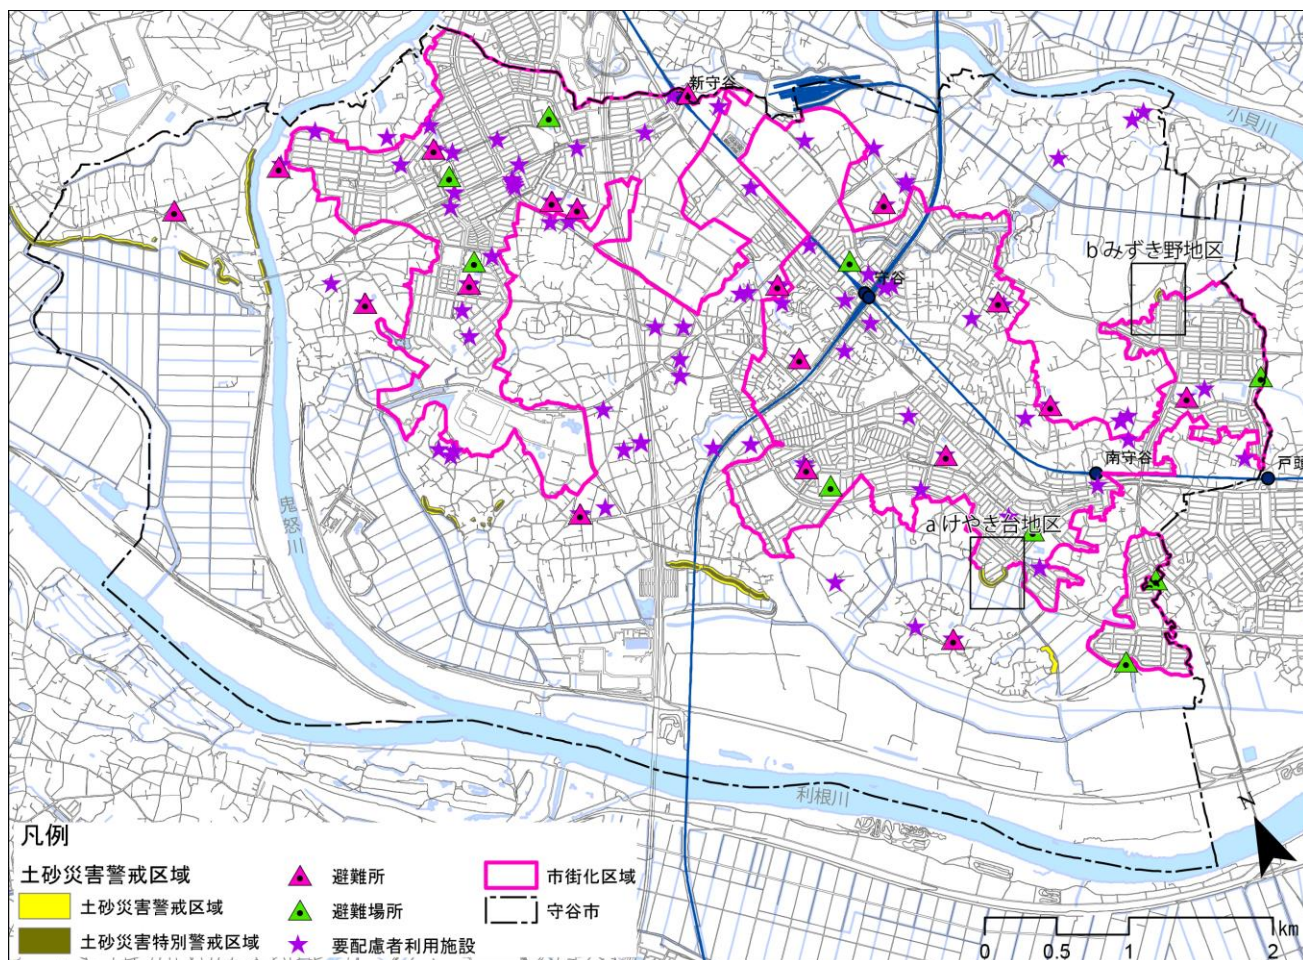 新守谷
小貝川
bみずき野地区
守谷
南守谷
戸頭
鬼怒川
aけやき台地区
利根川
N
凡例
土砂災害警戒区域
土砂災害警戒区域
土砂災害特別警戒区域
避難所
避難場所
要配慮者利用施設
市街化区域
守谷市
km
0 0.5 1 2